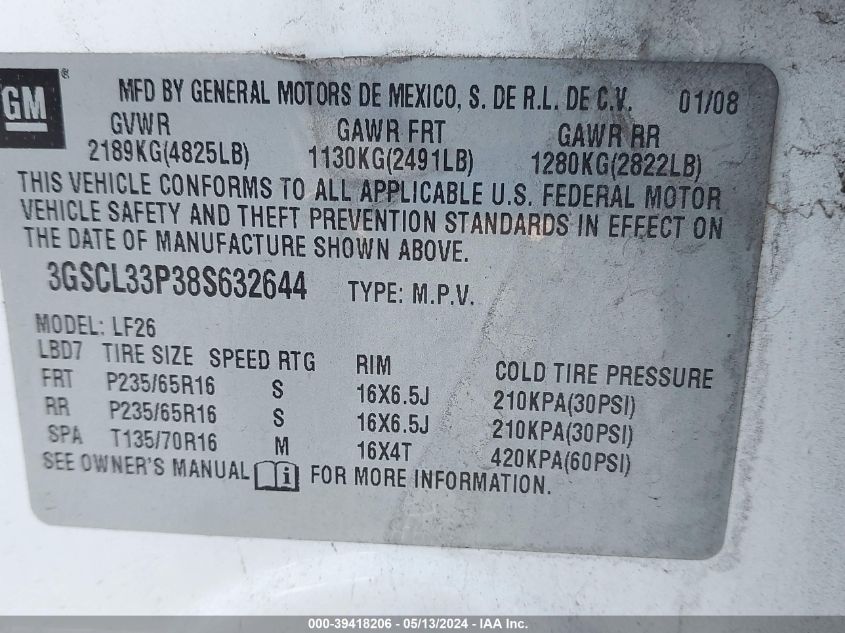 GM ®
MFD BY GENERAL MOTORS DE MEXICO, S. DE R.L. DE C.V. 01/08
GVWR GAWR FRT GAWR RR
2189KG(4825LB) 1130KG(2491LB) 1280KG(2822LB)
THIS VEHICLE CONFORMS TO ALL APPLICABLE U.S. FEDERAL MOTOR
VEHICLE SAFETY AND THEFT PREVENTION STANDARDS IN EFFECT ON
THE DATE OF MANUFACTURE SHOWN ABOVE.
3GSCL33P38S632644 TYPE: M.P.V.
MODEL: LF26
LBD7 TIRE SIZE SPEED RTG RIM COLD TIRE PRESSURE
FRT P235/65R16 S 16X6.5J 210KPA(30PSI)
RR P235/65R16 S 16X6.5J 210KPA(30PSI)
SPA T135/70R16 M 16X4T 420KPA(60PSI)
SEE OWNER'S MANUAL i FOR MORE INFORMATION.
000-39418206 - 05/13/2024 - IAA Inc.